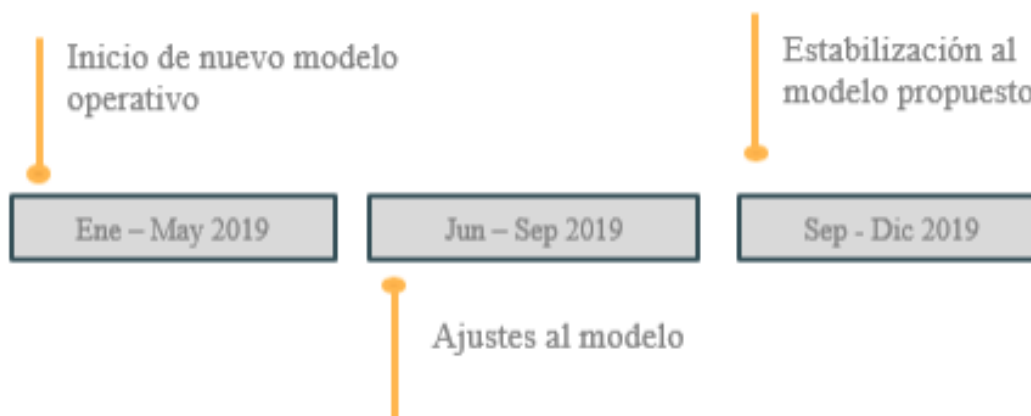 Inicio de nuevo modelo
operativo
Estabilización al
modelo propuesto
Ene – May 2019
Jun – Sep 2019
Sep - Dic 2019
Ajustes al modelo